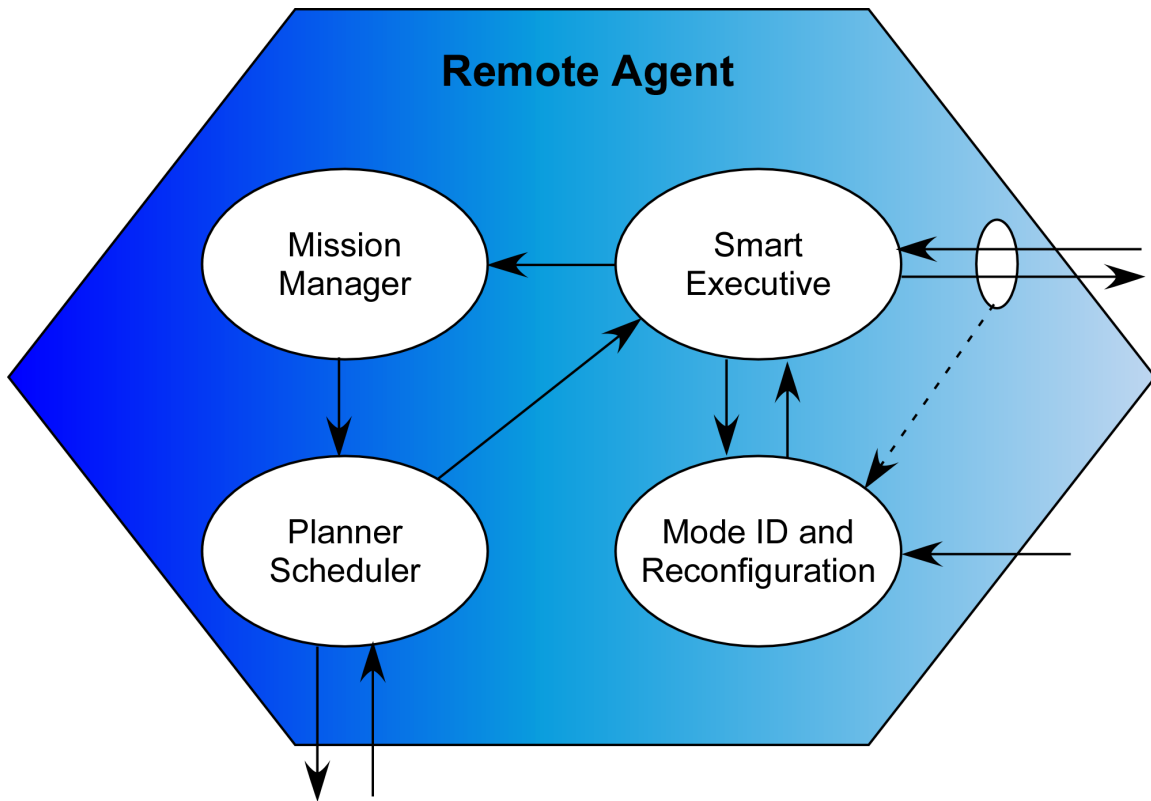 Remote Agent
Mission
Manager
Smart
Executive
Planner
Scheduler
Mode ID and
Reconfiguration